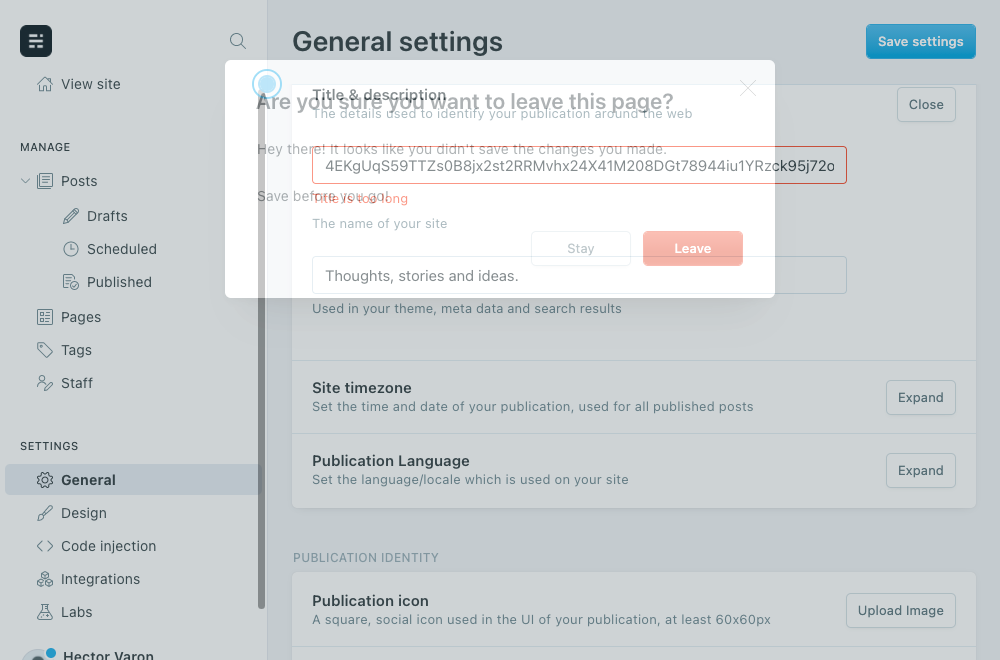 General settings
Save settings
View site
Title & description
Close
Are you sure you want to leave this page?
The details used to identify your publication around the web
MANAGE
Hey there! It looks like you didn't save the changes you made.
4EKgUqS59TTZs0B8jx2st2RRMvhx24X41M208DGt78944iu1YRzck95j72o
Posts
Save before you go!
Title is too long
Drafts
The name of your site
Scheduled
Stay
Leave
Published
Thoughts, stories and ideas.
Used in your theme, meta data and search results
Pages
Tags
Staff
Site timezone
Set the time and date of your publication, used for all published posts
Expand
SETTINGS
Publication Language
Set the language/locale which is used on your site
Expand
General
Design
Code injection
PUBLICATION IDENTITY
Integrations
Labs
Publication icon
A square, social icon used in the UI of your publication, at least 60x60px
Upload Image
Hector Varon